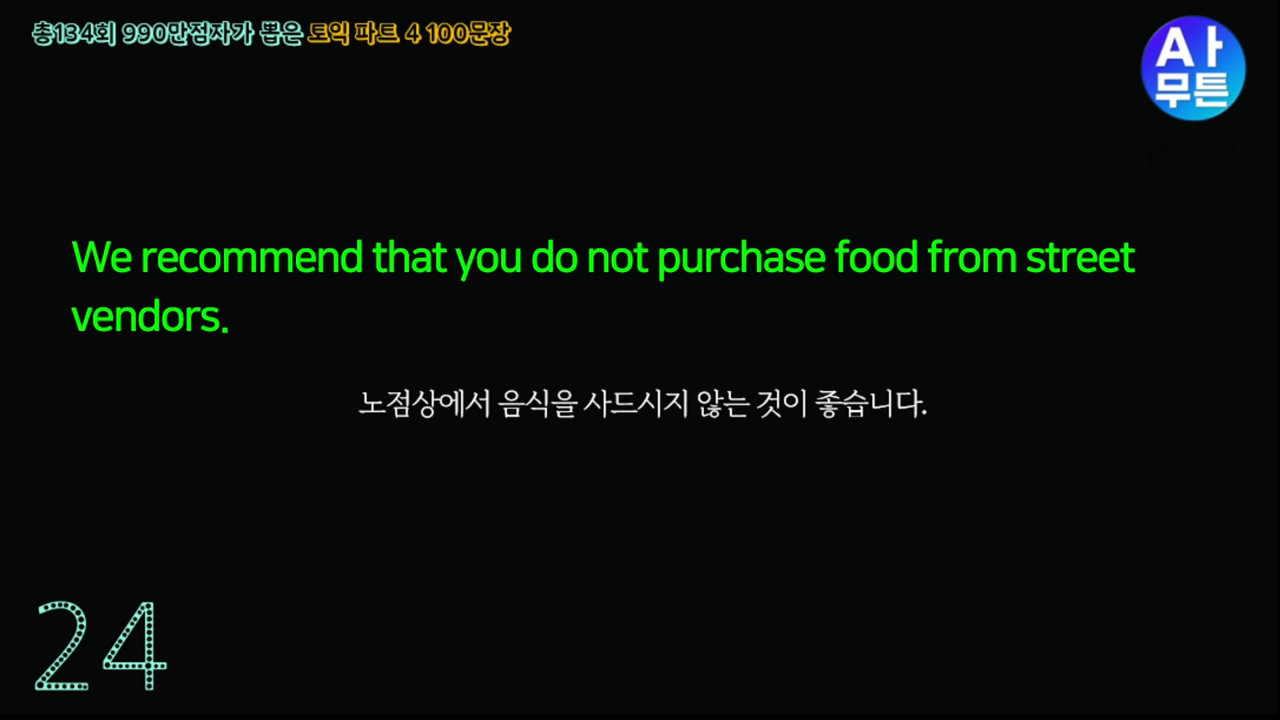 총134회 990만점자가 뽑은 토익 파트 4 100문장
사
무튼
We recommend that you do not purchase food from street
vendors.
노점상에서 음식을 사드시지 않는 것이 좋습니다.
24